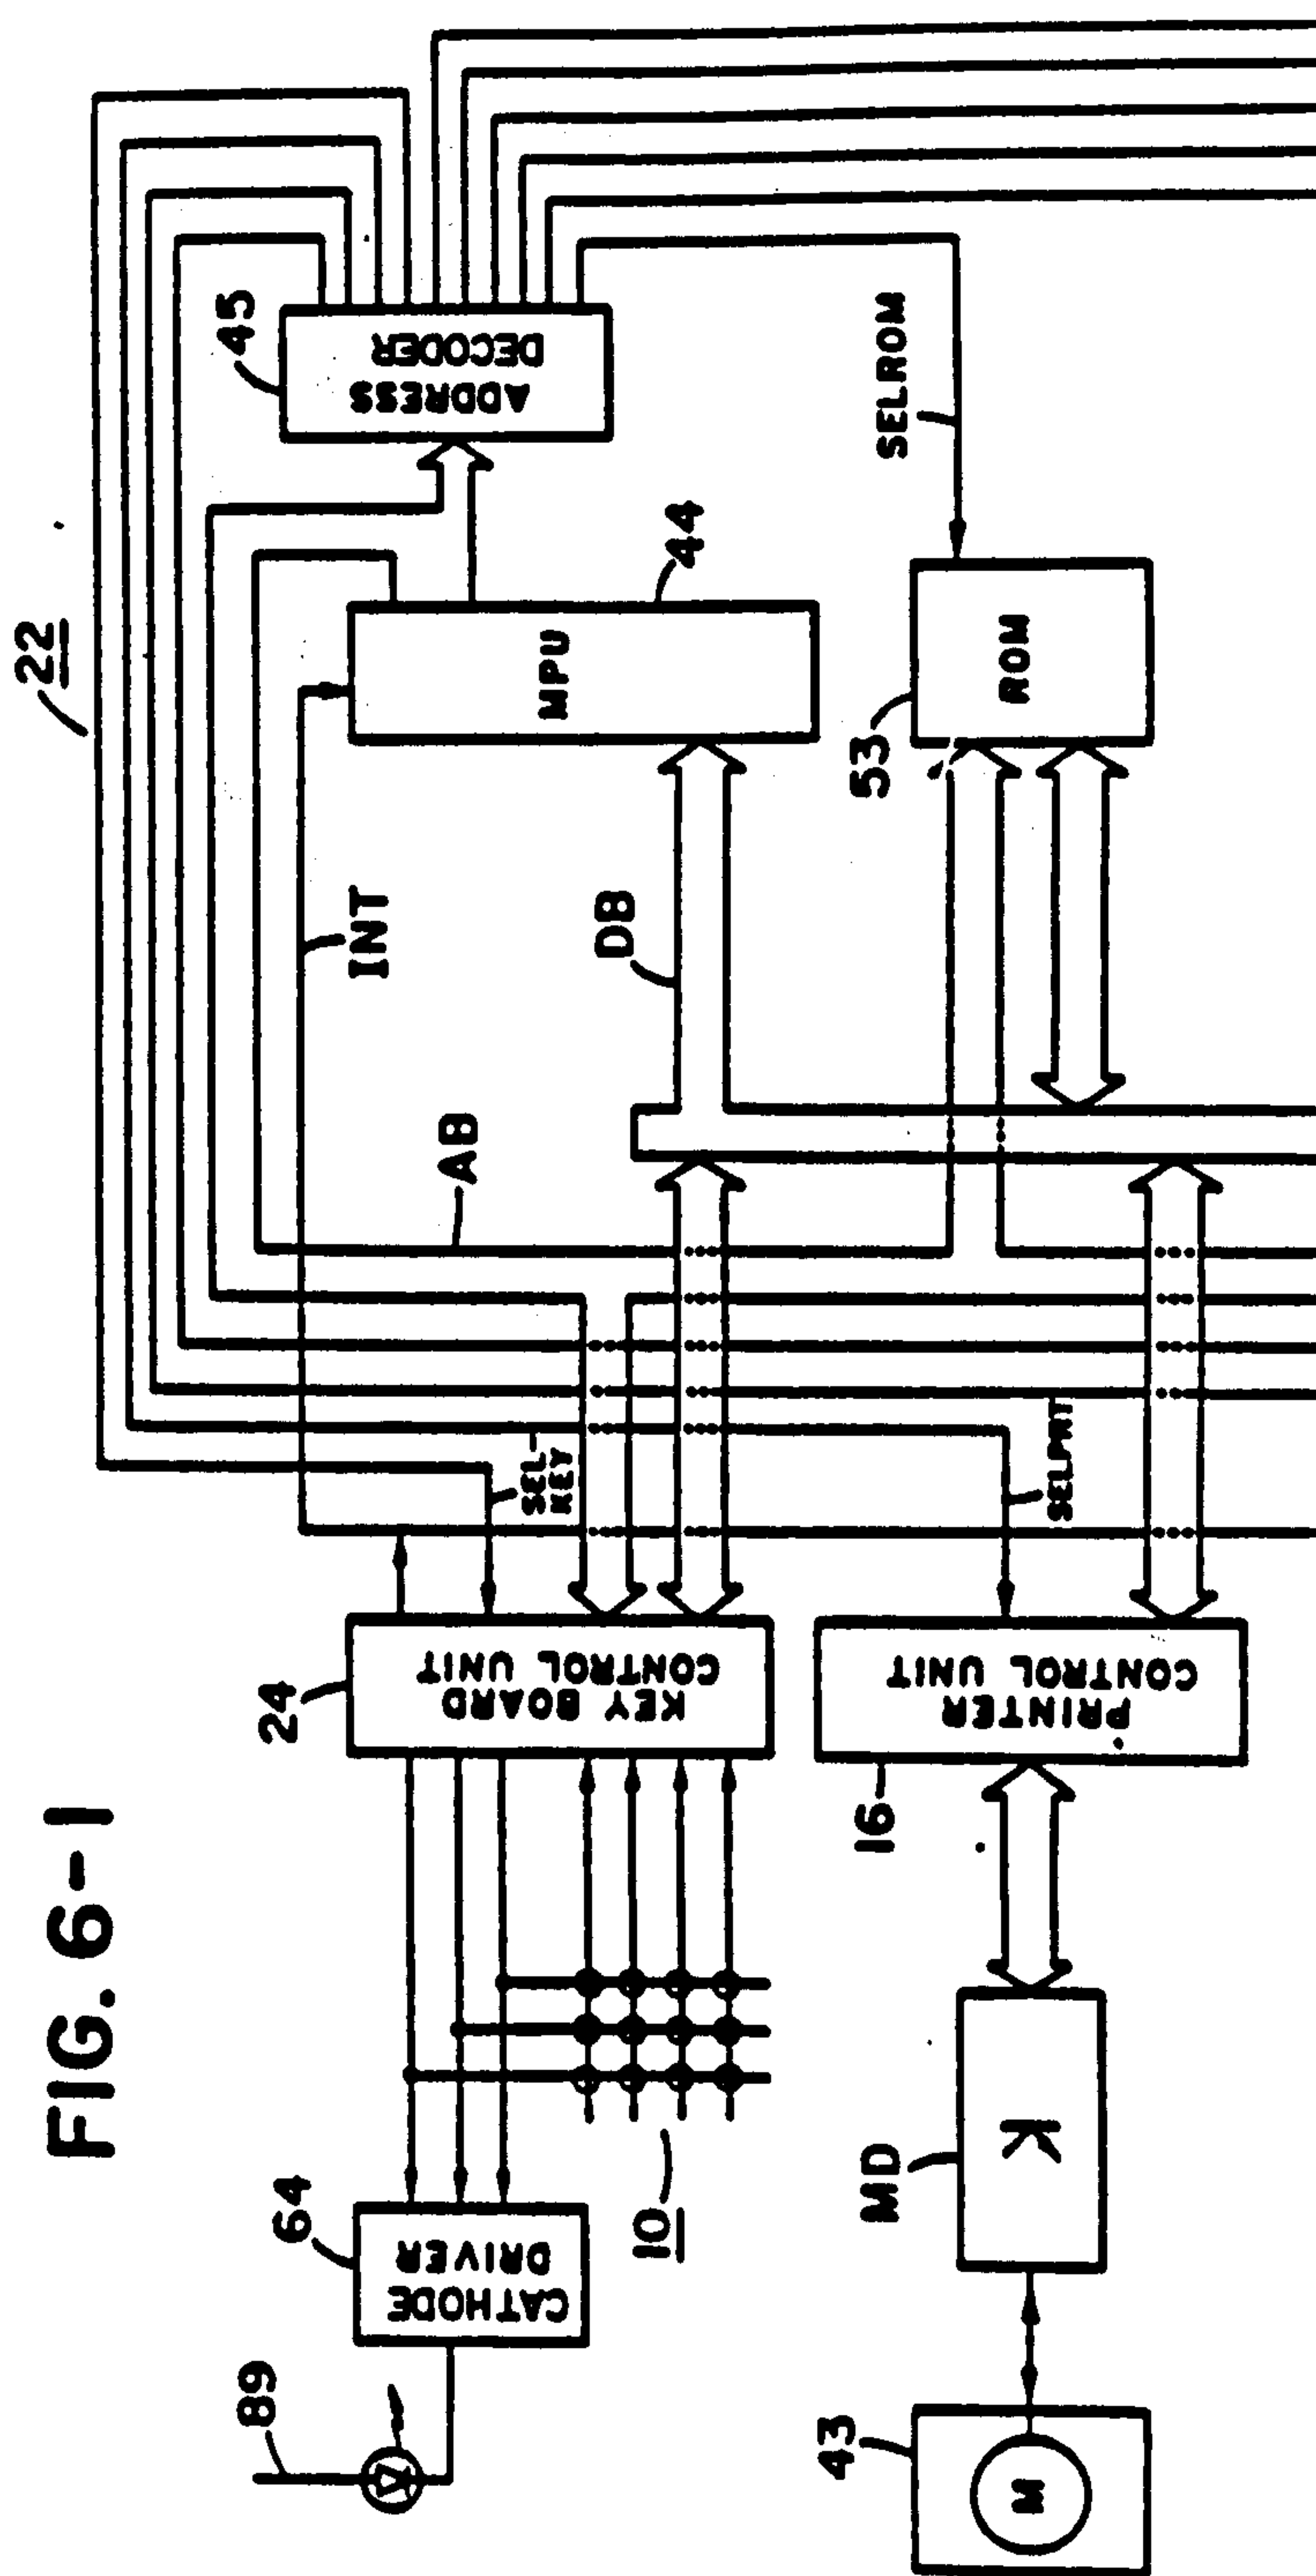 FIG. 6-1
22
45
ADDRESS
DECODER
44
MPU
SELROM
53
ROM
INT
DB
AB
SEL-
KEY
SELPRT
24
KEY BOARD
CONTROL UNIT
16
PRINTER
CONTROL UNIT
64
CATHODE
DRIVER
10
MD
K
89
43
M